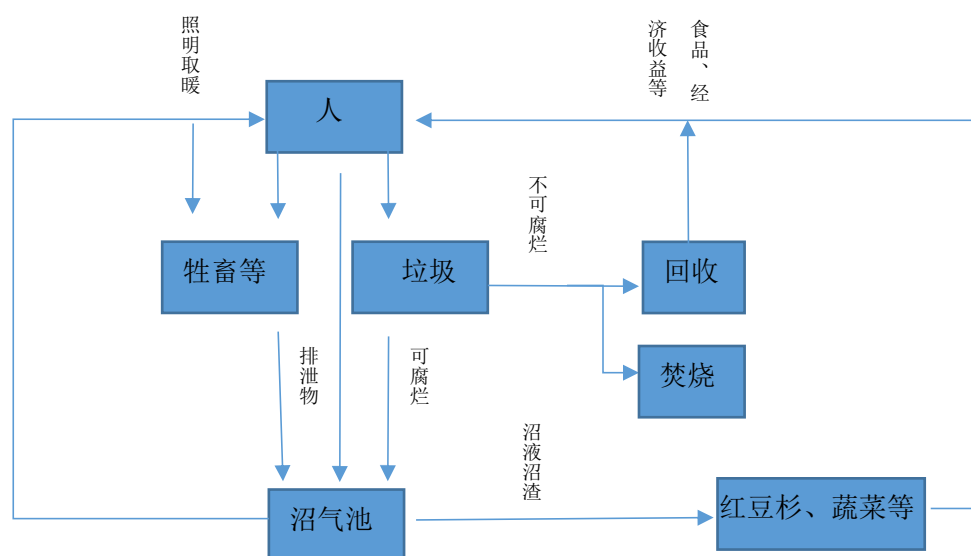 照明取暖
食品、经
济收益等
人
不可腐烂
牲畜等
垃圾
回收
排泄物
可腐烂
焚烧
沼液沼渣
沼气池
红豆杉、蔬菜等